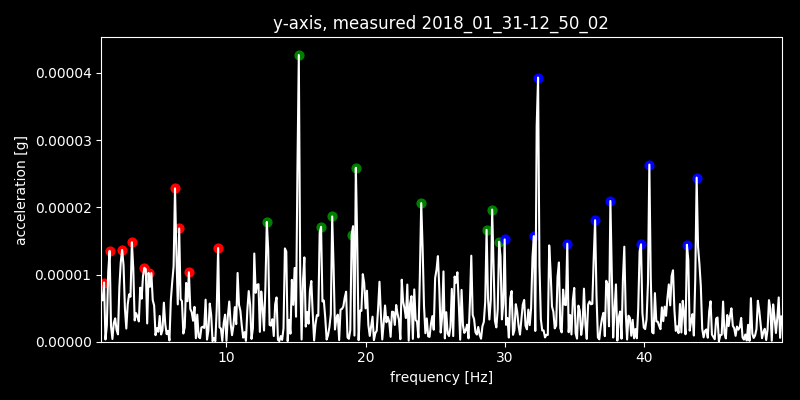 y-axis, measured 2018_01_31-12_50_02
0.00004
0.00003
0.00002
0.00001
0.00000
acceleration [g]
10 20 30 40
frequency [Hz]